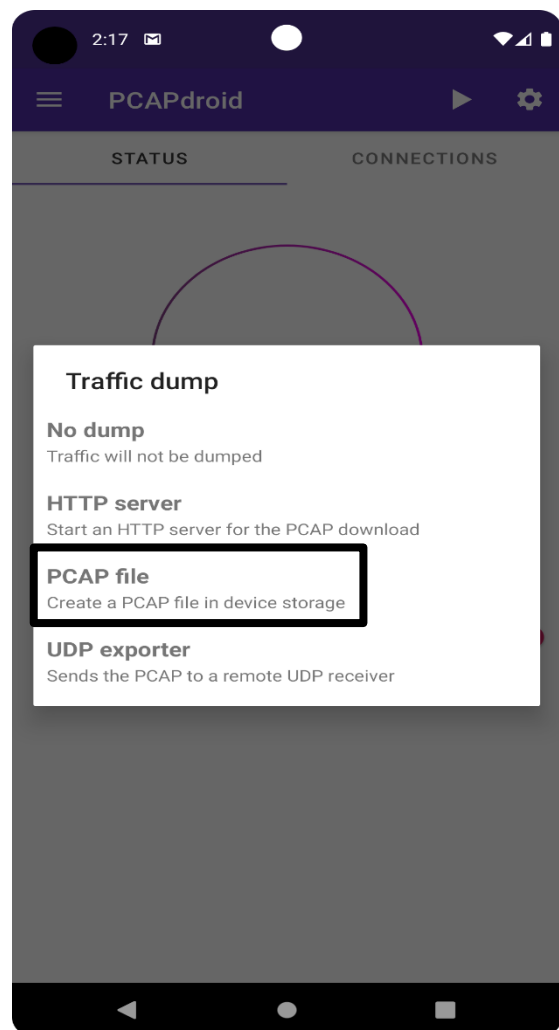 2:17
PCAPdroid
STATUS CONNECTIONS
Traffic dump
No dump
Traffic will not be dumped
HTTP server
Start an HTTP server for the PCAP download
PCAP file
Create a PCAP file in device storage
UDP exporter
Sends the PCAP to a remote UDP receiver